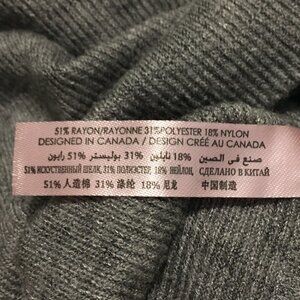 51% RAYON/RAYONNE 31%POLYESTER 18% NYLON
DESIGNED IN CANADA / DESIGN CRÉÉ AU CANADA
صنع في الصين 18% نايلون 31% بوليستر 51% رايون
51% ИСКУССТВЕННЫЙ ШЕЛК, 31% ПОЛИЭСТЕР, 18% НЕЙЛОН, СДЕЛАНО В КИТАЙ
51% 人造棉 31% 涤纶 18% 尼龙 中国制造